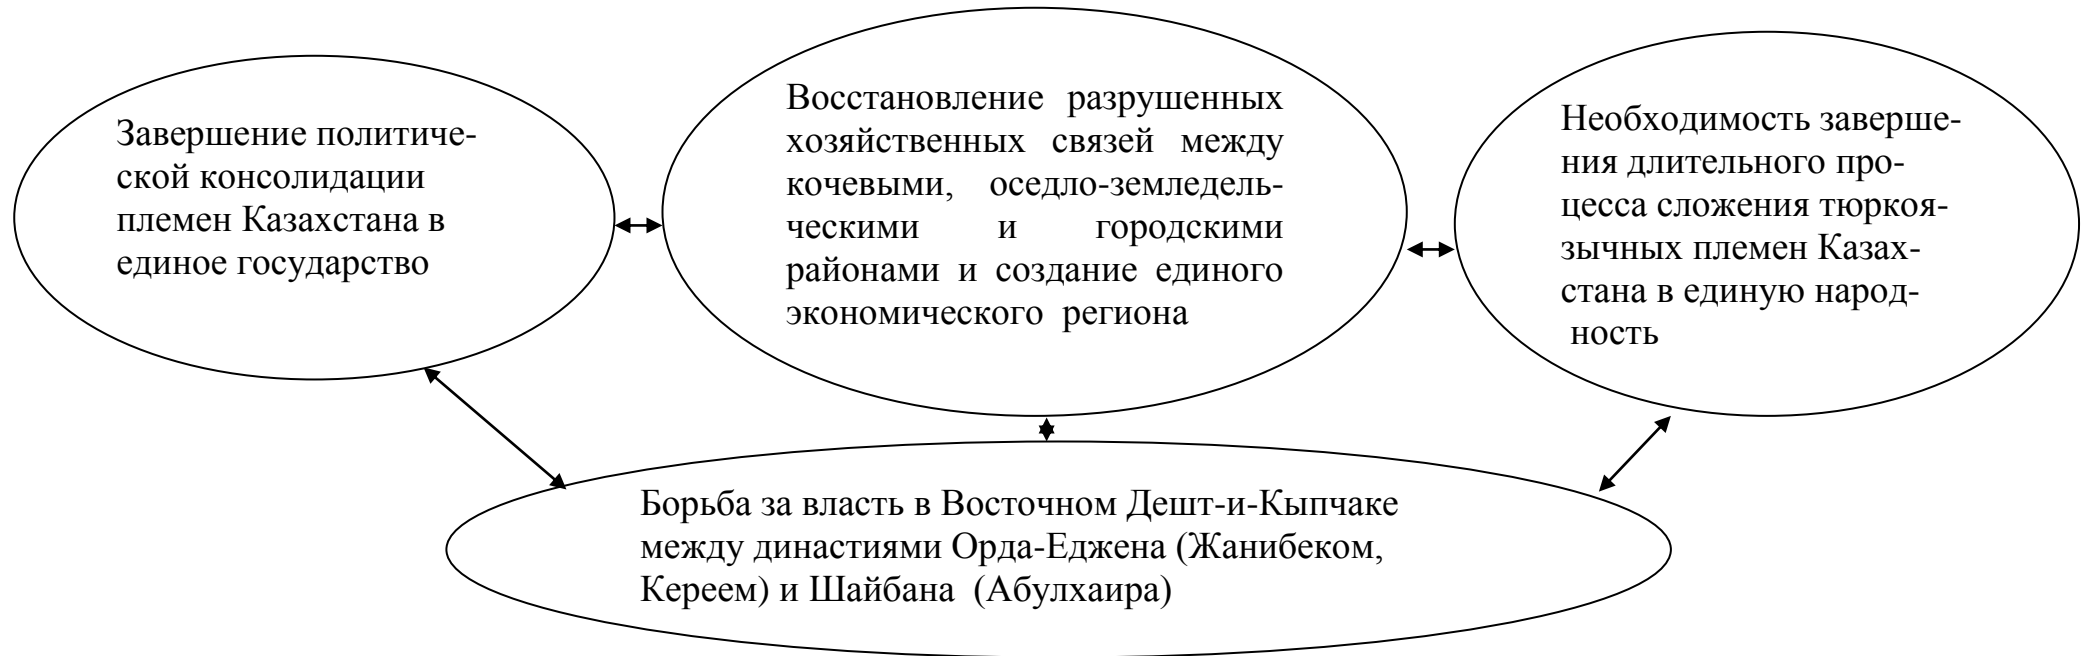 Завершение политиче-
ской консолидации
племен Казахстана в
единое государство
Восстановление разрушенных
хозяйственных связей между
кочевыми, оседло-земледель-
ческими и городскими
районами и создание единого
экономического региона
Необходимость заверше-
ния длительного про-
цесса сложения тюркоя-
зычных племен Казах-
стана в единую народ-
ность
Борьба за власть в Восточном Дешт-и-Кыпчаке
между династиями Орда-Еджена (Жанибеком,
Кереем) и Шайбана (Абулхаира)